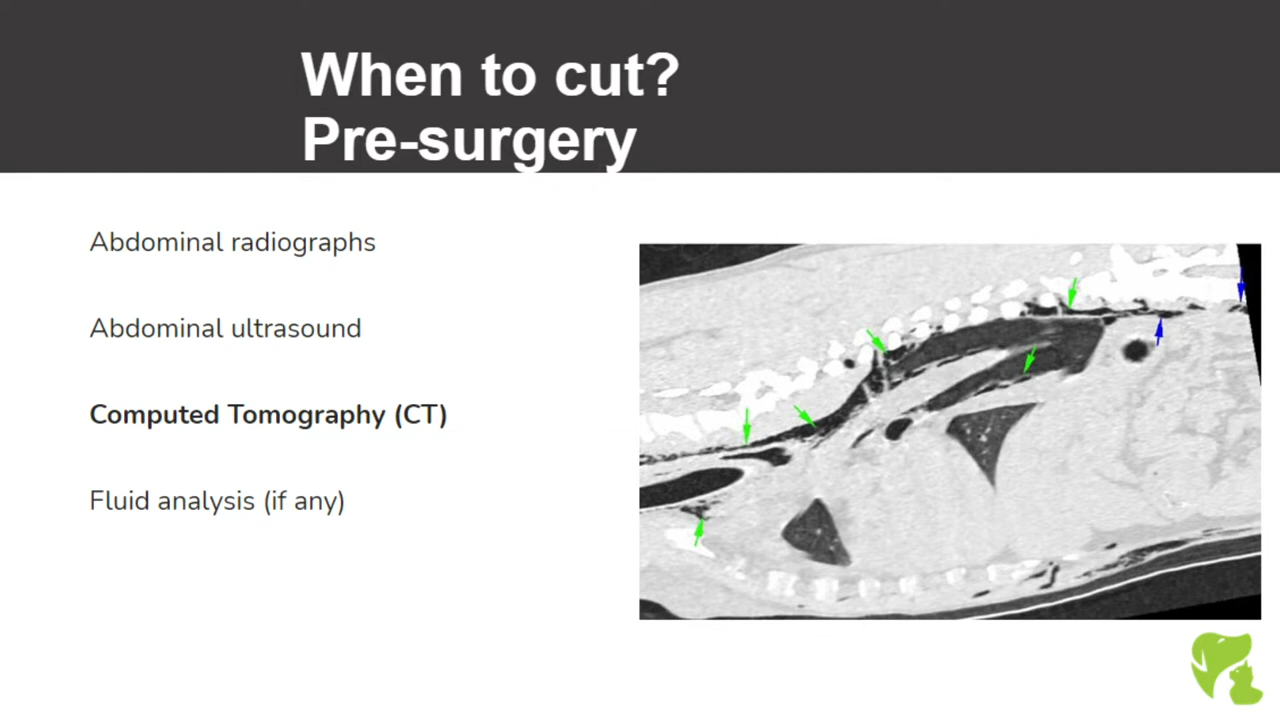 When to cut?
Pre-surgery
Abdominal radiographs
Abdominal ultrasound
Computed Tomography (CT)
Fluid analysis (if any)